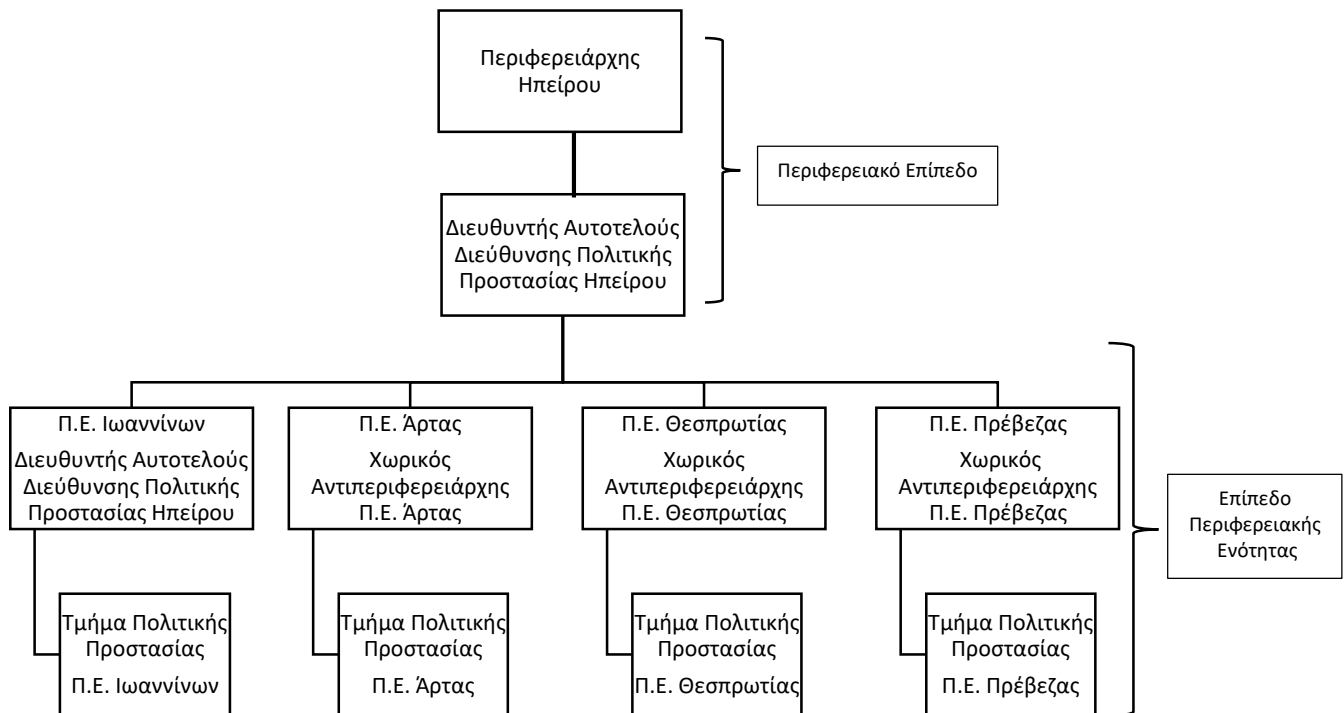 Περιφερειάρχης
Ηπείρου
Περιφερειακό Επίπεδο
Διευθυντής Αυτοτελούς
Διεύθυνσης Πολιτικής
Προστασίας Ηπείρου
Π.Ε. Ιωαννίνων
Διευθυντής Αυτοτελούς
Διεύθυνσης Πολιτικής
Προστασίας Ηπείρου
Π.Ε. Άρτας
Χωρικός
Αντιπεριφερειάρχης
Π.Ε. Άρτας
Π.Ε. Θεσπρωτίας
Χωρικός
Αντιπεριφερειάρχης
Π.Ε. Θεσπρωτίας
Π.Ε. Πρέβεζας
Χωρικός
Αντιπεριφερειάρχης
Π.Ε. Πρέβεζας
Επίπεδο
Περιφερειακής
Ενότητας
Τμήμα Πολιτικής
Προστασίας
Π.Ε. Ιωαννίνων
Τμήμα Πολιτικής
Προστασίας
Π.Ε. Άρτας
Τμήμα Πολιτικής
Προστασίας
Π.Ε. Θεσπρωτίας
Τμήμα Πολιτικής
Προστασίας
Π.Ε. Πρέβεζας